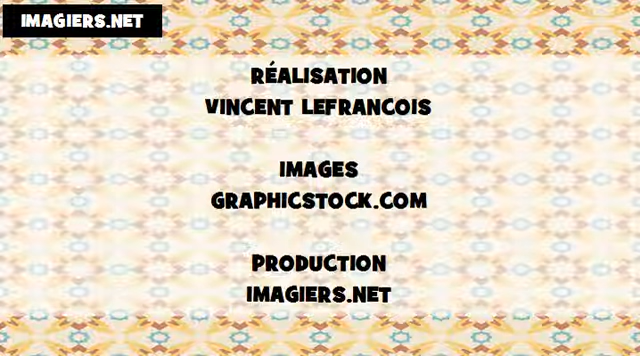 IMAGIERS.NET
RÉALISATION
VINCENT LEFRANCOIS
IMAGES
GRAPHICSTOCK.COM
PRODUCTION
IMAGIERS.NET